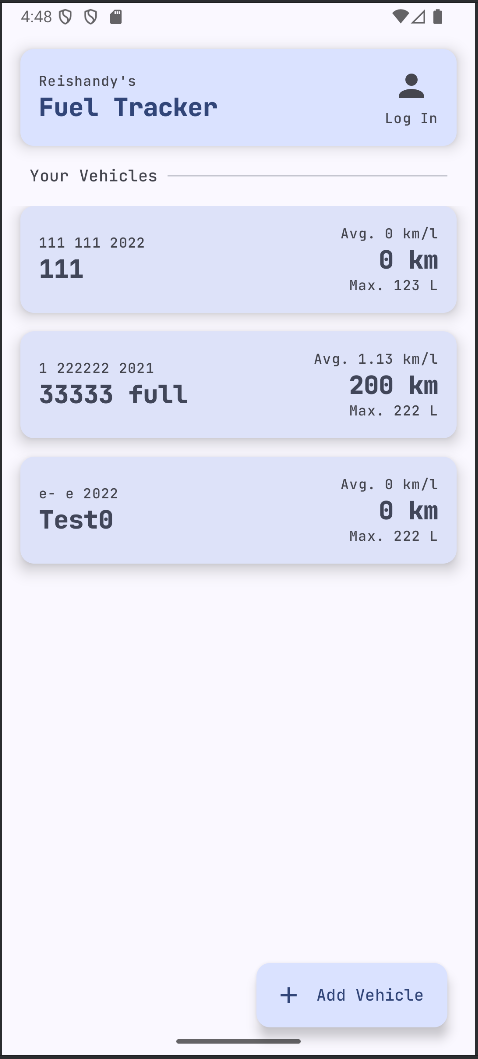 4:48
Reishandy's
Fuel Tracker
Log In
Your Vehicles
111 111 2022
111
Avg. 0 km/l
0 km
Max. 123 L
1 222222 2021
33333 full
Avg. 1.13 km/l
200 km
Max. 222 L
e- e 2022
Test0
Avg. 0 km/l
0 km
Max. 222 L
+ Add Vehicle